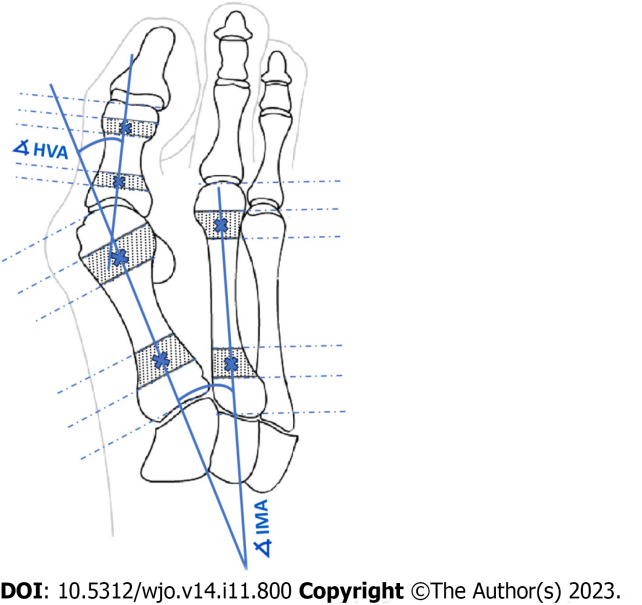 ∡ HVA
∡ IMA
DOI: 10.5312/wjo.v14.i11.800 Copyright ©The Author(s) 2023.